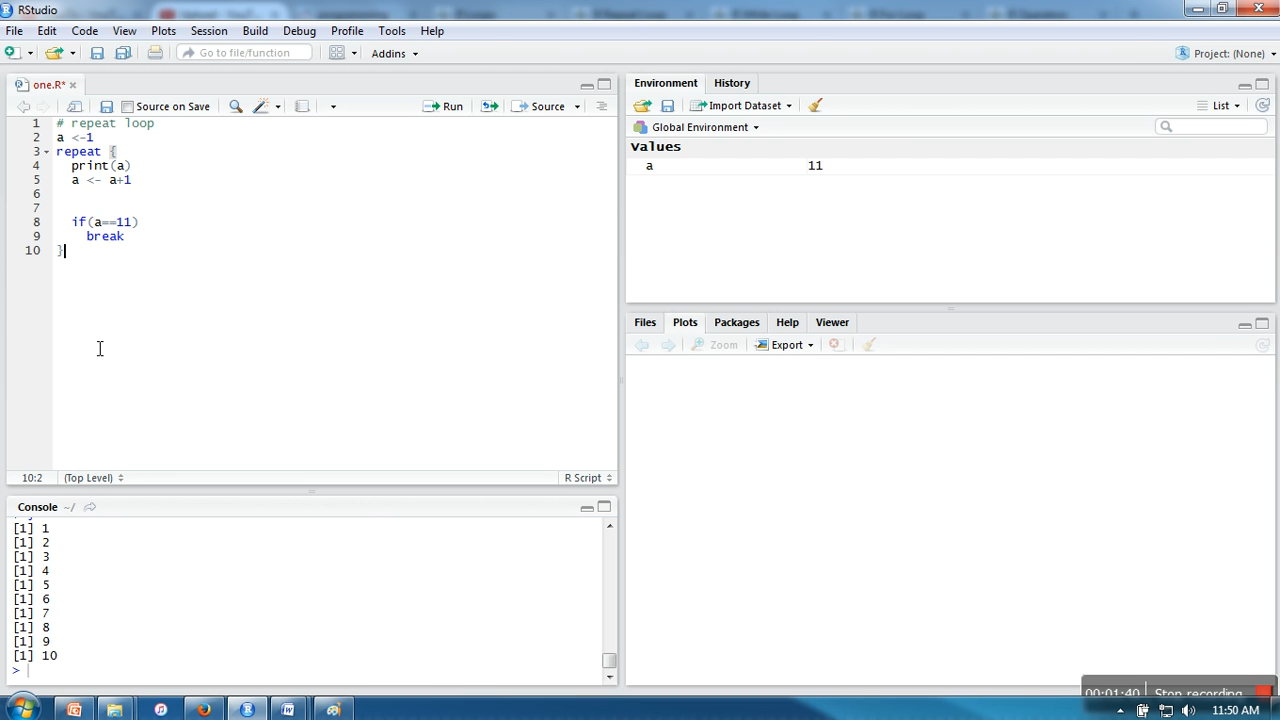 RStudio
File Edit Code View Plots Session Build Debug Profile Tools Help
Go to file/function Addins Project: (None)
one.R*
Source on Save Run Source
1 # repeat loop
2 a <-1
3 repeat {
4 print(a)
5 a <- a+1
6
7
8 if(a==11)
9 break
10 }
10:2 (Top Level) R Script
Console ~/
[1] 1
[1] 2
[1] 3
[1] 4
[1] 5
[1] 6
[1] 7
[1] 8
[1] 9
[1] 10
>
Environment History
Import Dataset List
Global Environment
Values
a 11
Files Plots Packages Help Viewer
Zoom Export
00:01:40 Stop recording
11:50 AM